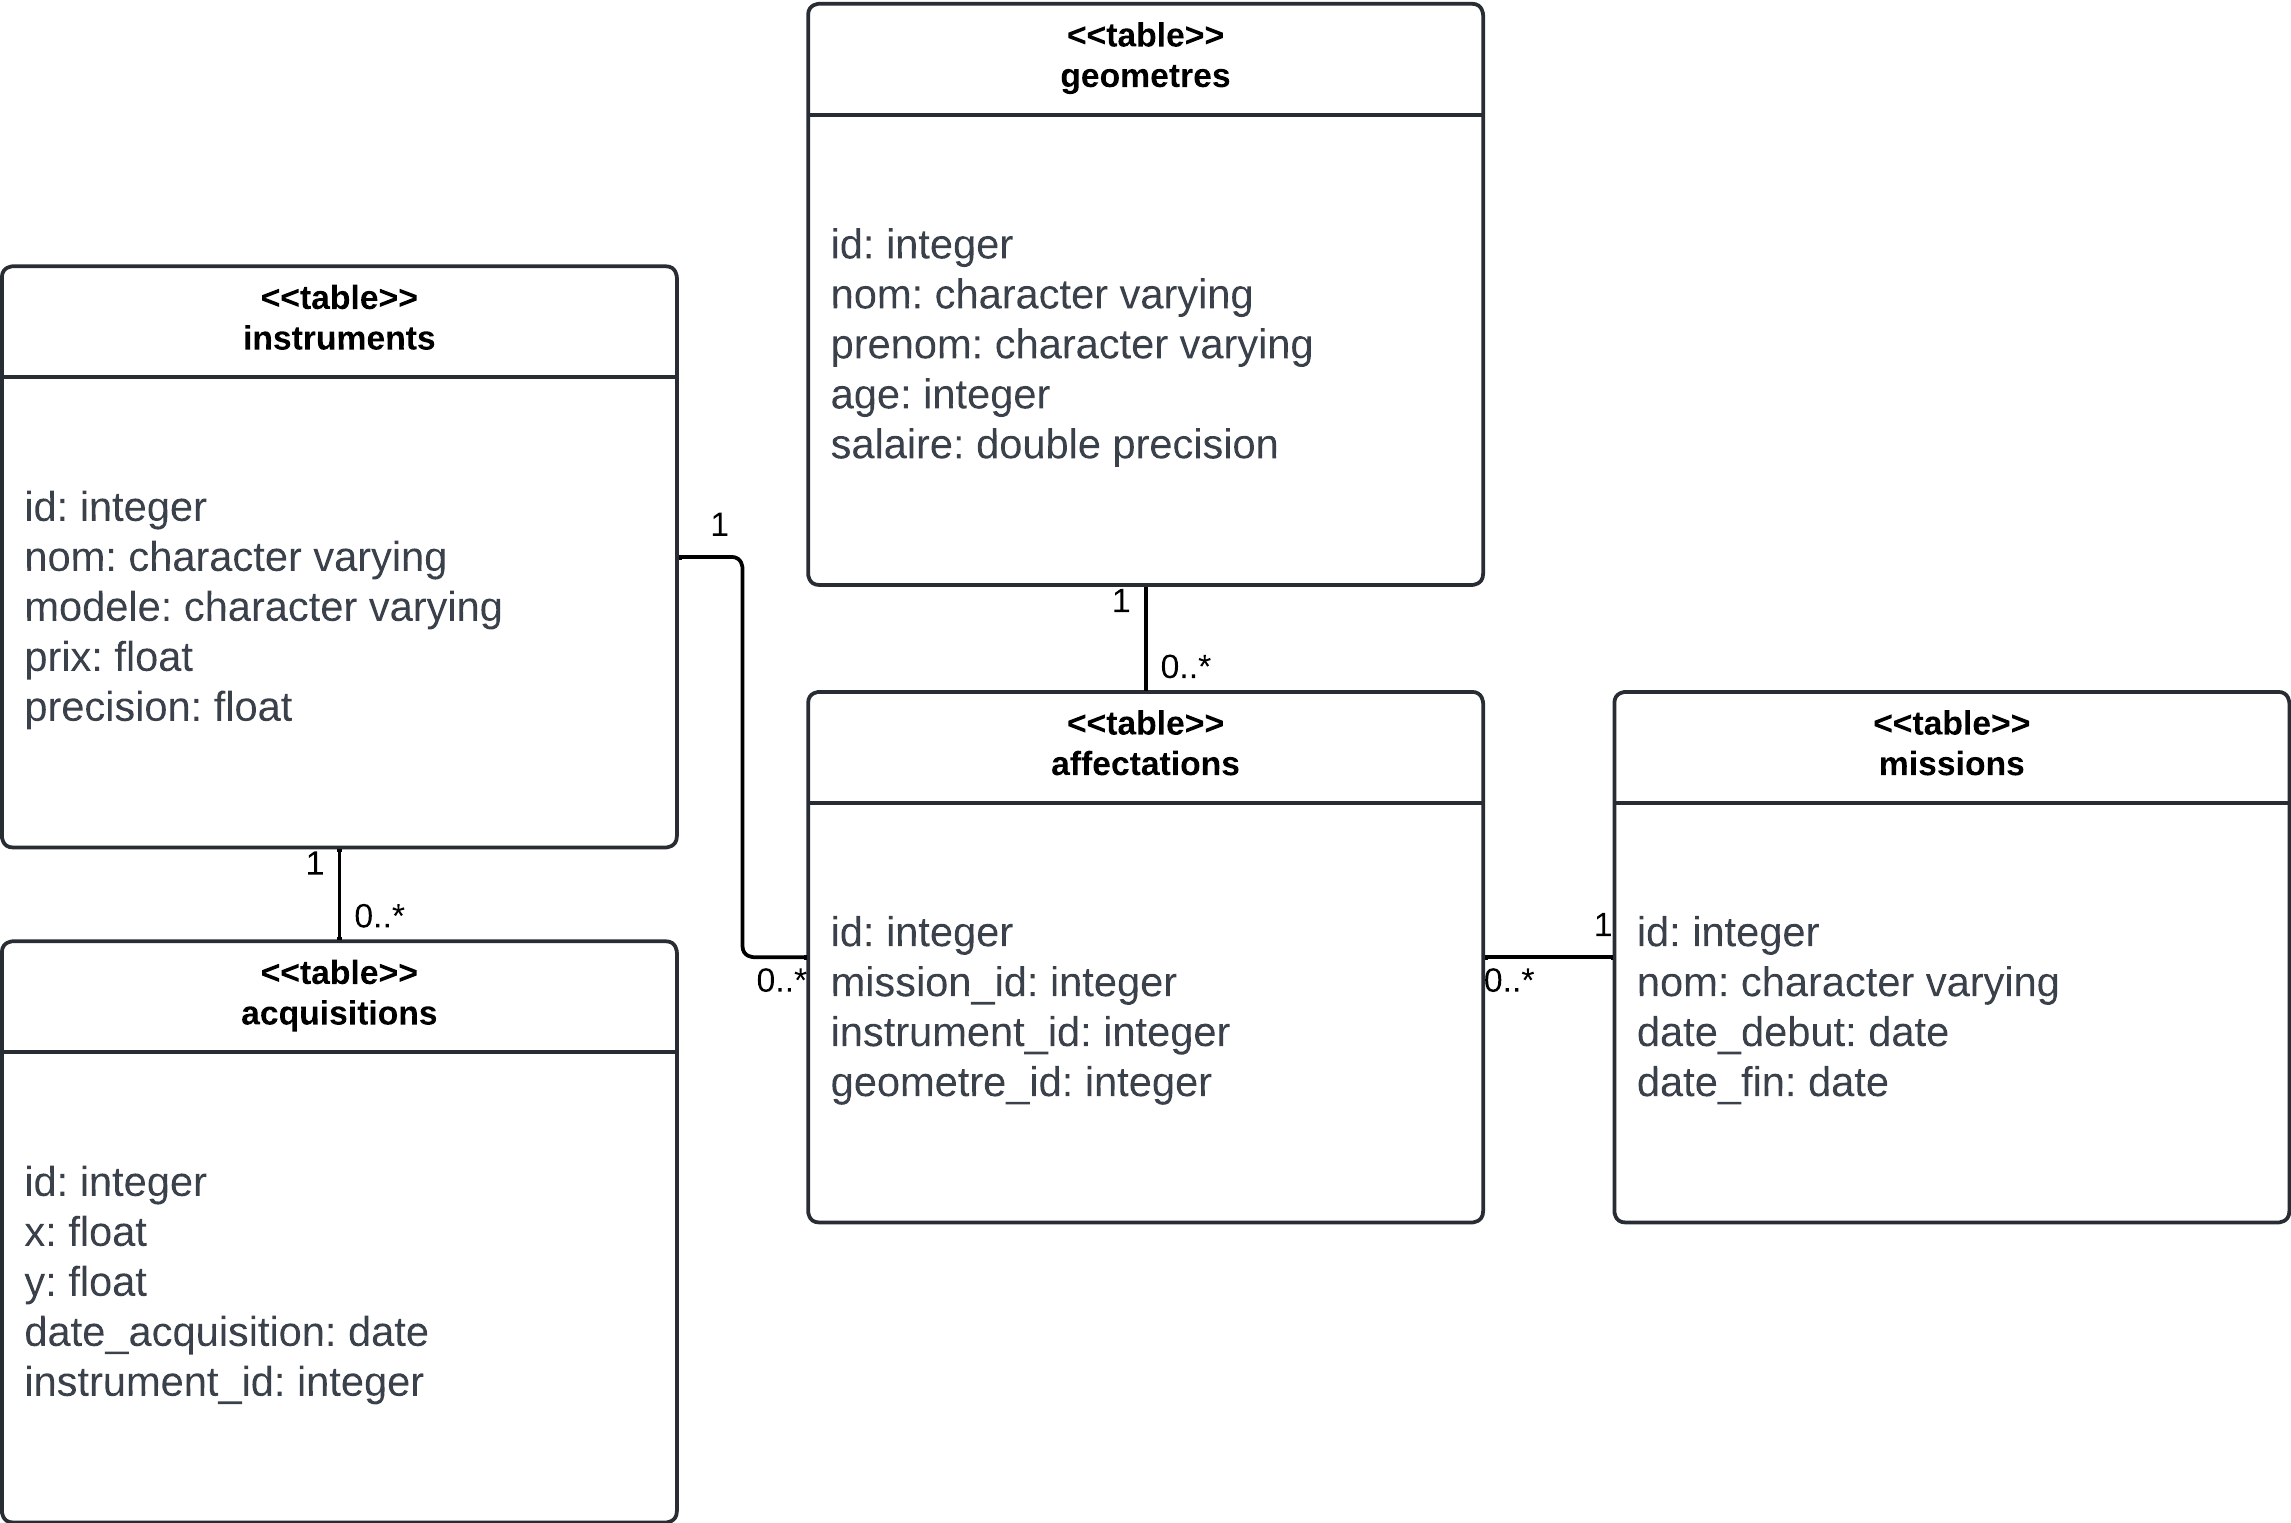 <<table>>
geometres
id: integer
nom: character varying
prenom: character varying
age: integer
salaire: double precision
<<table>>
instruments
id: integer
nom: character varying
modele: character varying
prix: float
precision: float
1
1
0..*
<<table>>
affectations
id: integer
mission_id: integer
instrument_id: integer
geometre_id: integer
<<table>>
missions
id: integer
nom: character varying
date_debut: date
date_fin: date
1
0..*
0..*
1
0..*
<<table>>
acquisitions
id: integer
x: float
y: float
date_acquisition: date
instrument_id: integer